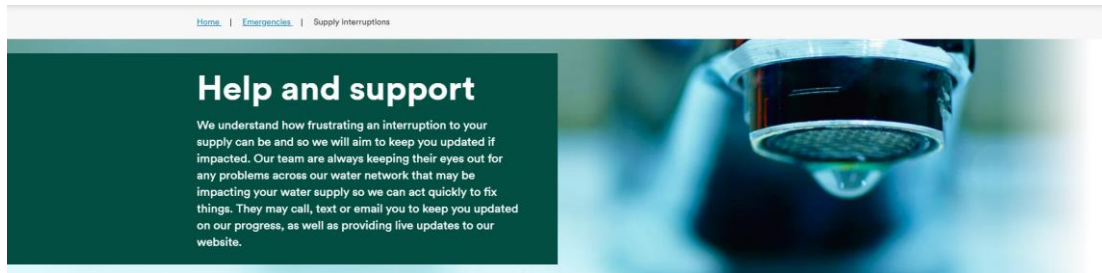 Home | Emergencies | Supply interruptions
Help and support
We understand how frustrating an interruption to your
supply can be and so we will aim to keep you updated if
impacted. Our team are always keeping their eyes out for
any problems across our water network that may be
impacting your water supply so we can act quickly to fix
things. They may call, text or email you to keep you updated
on our progress, as well as providing live updates to our
website.